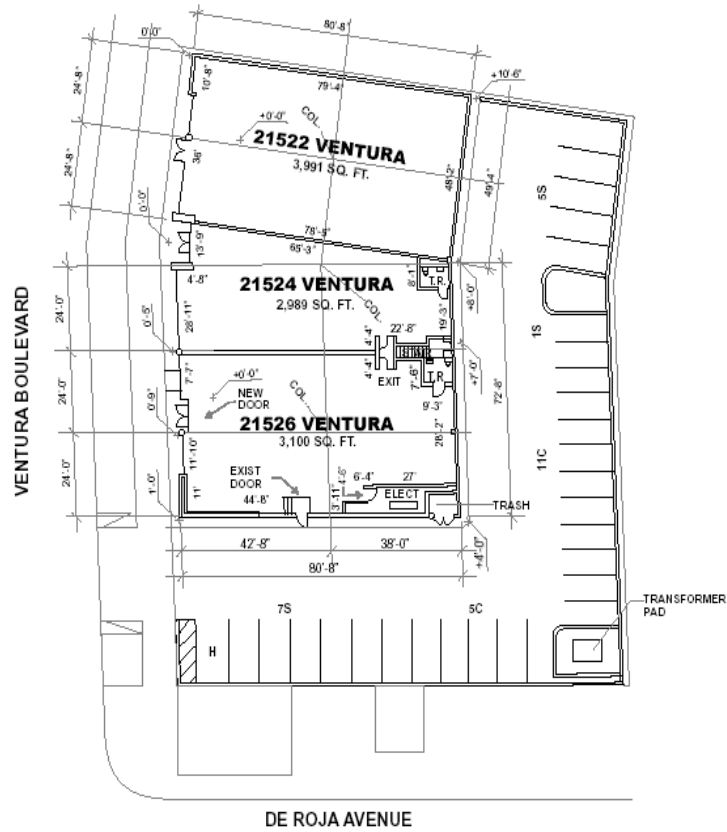 80'-8"
0'-0"
24'-8"
10'-8"
79'-4"
+10'-6"
COL.
+0'-0"
21522 VENTURA
3,991 SQ. FT.
36'
48'-2"
49'-4"
5S
24'-8"
0'-0"
13'-9"
78'-5"
65'-3"
4'-8"
8'-1"
T.R.
+8'-0"
21524 VENTURA
2,989 SQ. FT.
COL.
24'-0"
28'-11"
0'-5"
19'-3"
1S
22'-8"
4'-4"
4'-4"
STAIR
EXIT
7'-6"
T.R.
+7'-0"
72'-8"
7'-7"
+0'-0"
NEW
DOOR
COL.
9'-3"
24'-0"
0'-9"
21526 VENTURA
3,100 SQ. FT.
28'-2"
11C
11'-10"
EXIST
DOOR
44'-8"
11'
24'-0"
1'-0"
4'-6"
3'-11"
6'-4"
27'
ELECT
TRASH
42'-8"
38'-0"
+4'-0"
80'-8"
VENTURA BOULEVARD
7S
5C
H
TRANSFORMER
PAD
DE ROJA AVENUE